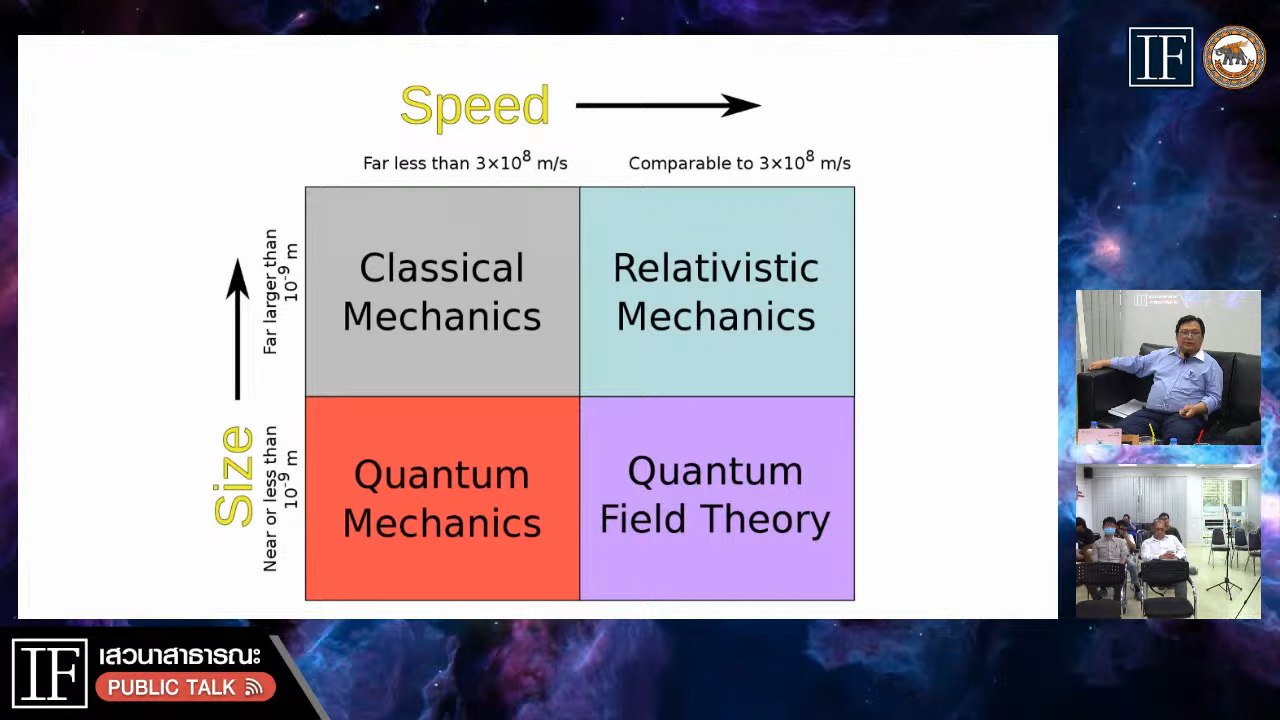 IF
Speed
Far less than 3×10⁸ m/s
Comparable to 3×10⁸ m/s
Size
Far larger than
10⁻⁹ m
Near or less than
10⁻⁹ m
Classical
Mechanics
Relativistic
Mechanics
Quantum
Mechanics
Quantum
Field Theory
IF
เสวนาสาธารณะ
PUBLIC TALK